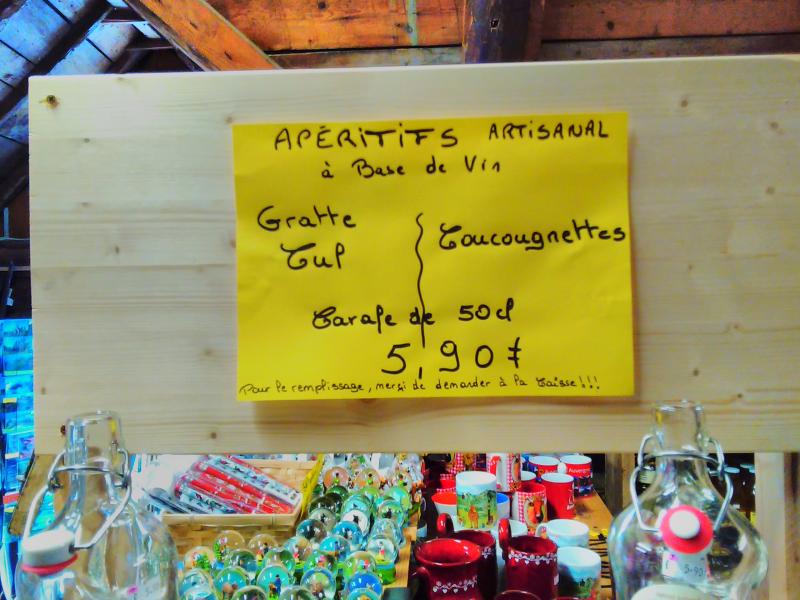 APÉRITIFS ARTISANAL
à Base de Vin
Gratte
Cul
Coucougnettes
Carafe de 50cl
5,90€
Pour le remplissage, merçi de demander à la Caisse!!!